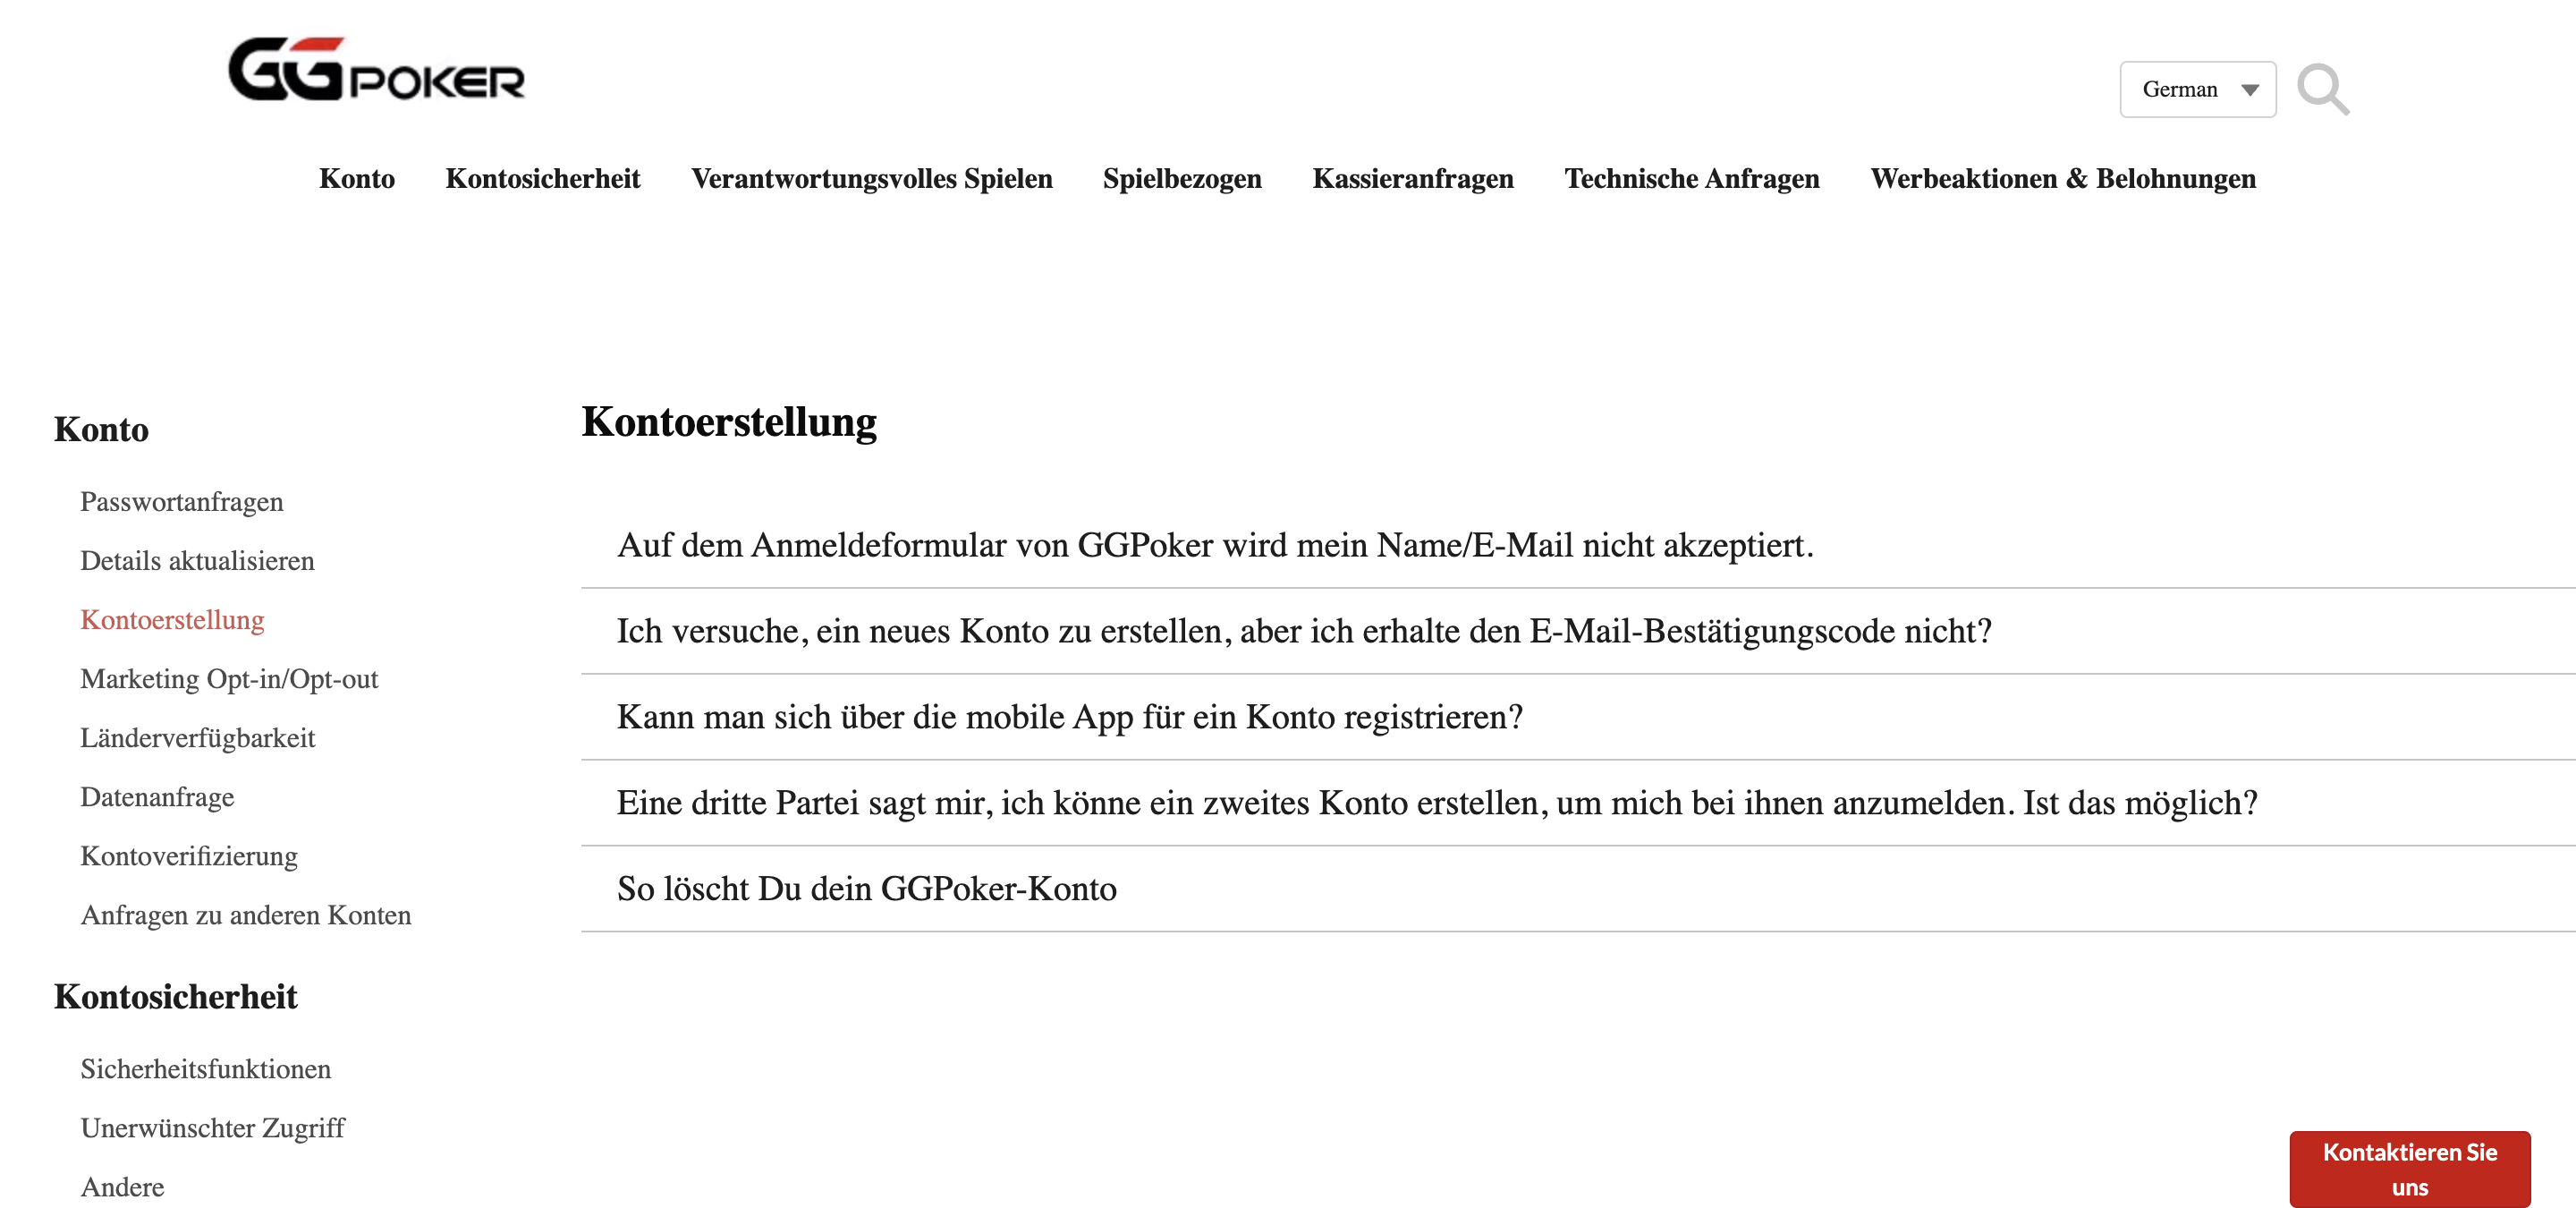 GGPOKER
German
Konto Kontosicherheit Verantwortungsvolles Spielen Spielbezogen Kassieranfragen Technische Anfragen Werbeaktionen & Belohnungen
Konto
Passwortanfragen
Details aktualisieren
Kontoerstellung
Marketing Opt-in/Opt-out
Länderverfügbarkeit
Datenanfrage
Kontoverifizierung
Anfragen zu anderen Konten
Kontosicherheit
Sicherheitsfunktionen
Unerwünschter Zugriff
Andere
Kontoerstellung
Auf dem Anmeldeformular von GGPoker wird mein Name/E-Mail nicht akzeptiert.
Ich versuche, ein neues Konto zu erstellen, aber ich erhalte den E-Mail-Bestätigungscode nicht?
Kann man sich über die mobile App für ein Konto registrieren?
Eine dritte Partei sagt mir, ich könne ein zweites Konto erstellen, um mich bei ihnen anzumelden. Ist das möglich?
So löscht Du dein GGPoker-Konto
Kontaktieren Sie
uns